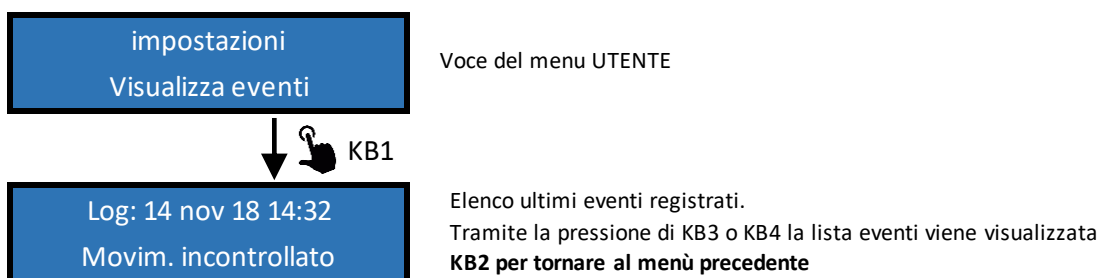 impostazioni
Visualizza eventi
Voce del menu UTENTE
KB1
Log: 14 nov 18 14:32
Movim. incontrollato
Elenco ultimi eventi registrati.
Tramite la pressione di KB3 o KB4 la lista eventi viene visualizzata
KB2 per tornare al menù precedente